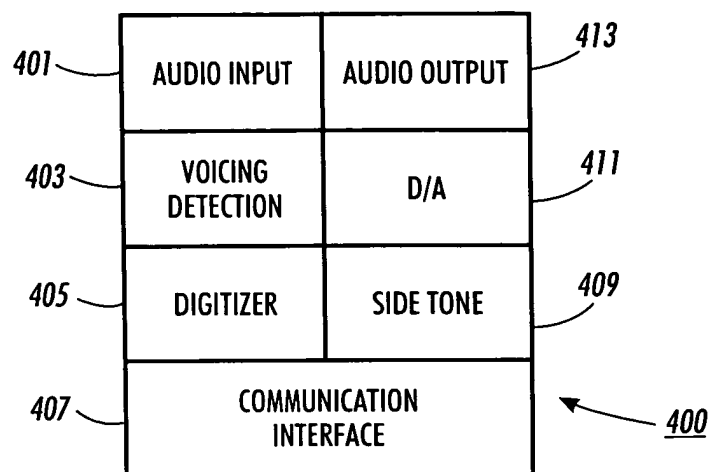 401
AUDIO INPUT
AUDIO OUTPUT
413
403
VOICING
DETECTION
D/A
411
405
DIGITIZER
SIDE TONE
409
407
COMMUNICATION
INTERFACE
400